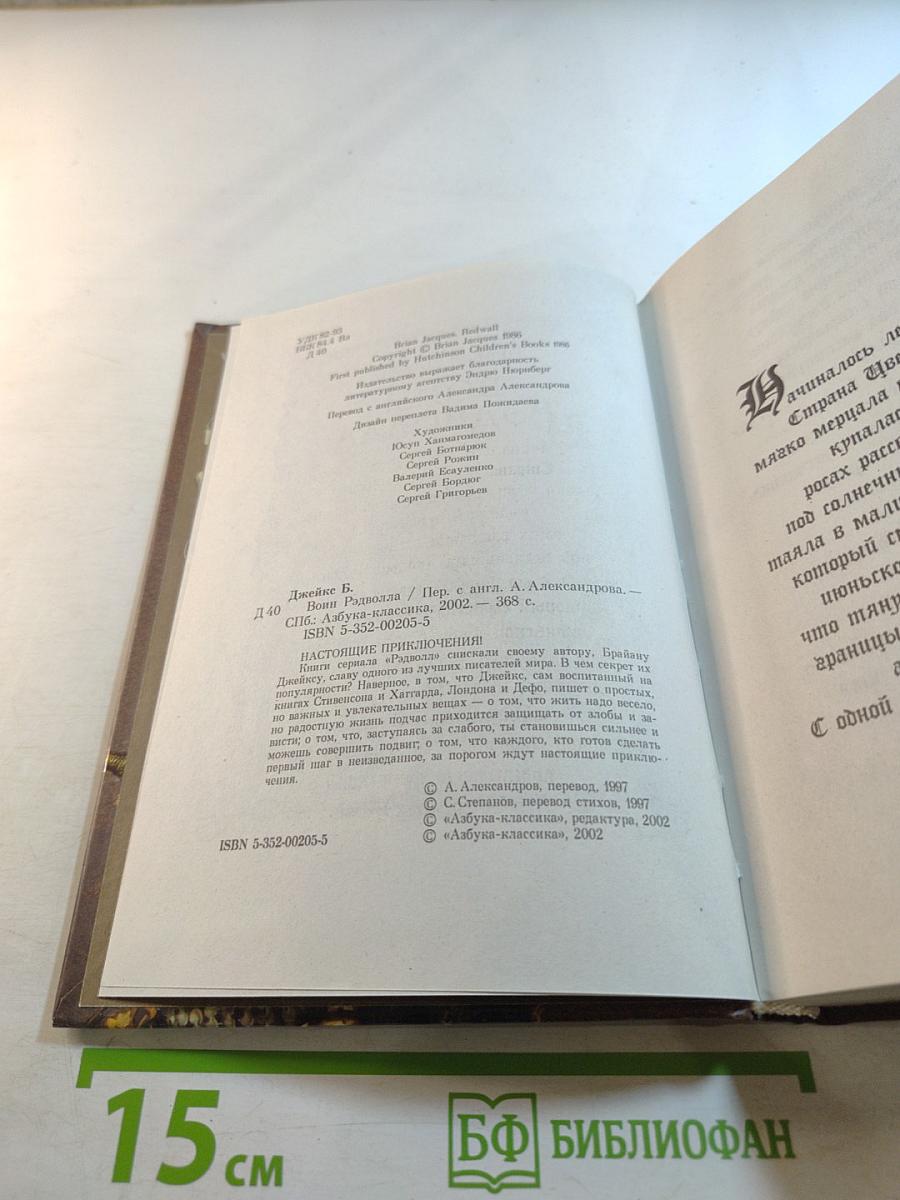 УДК 82-93
ББК 84.4 Вл
Д 40
Brian Jacques. Redwall
Copyright © Brian Jacques 1986
First published by Hutchinson Children's Books 1986
Издательство выражает благодарность
литературному агентству Эндрю Нюрнберг
Перевод с английского Александра Александрова
Дизайн переплета Вадима Пожидаева
Художники
Юсуп Ханмагомедов
Сергей Ботнарюк
Сергей Рожин
Валерий Есауленко
Сергей Бордюг
Сергей Григорьев
Джейкс Б.
Д 40 Воин Рэдволла / Пер. с англ. А. Александрова. —
СПб.: Азбука-классика, 2002. — 368 с.
ISBN 5-352-00205-5
НАСТОЯЩИЕ ПРИКЛЮЧЕНИЯ!
Книги сериала «Рэдволл» снискали своему автору, Брайану
Джейксу, славу одного из лучших писателей мира. В чем секрет их
популярности? Наверное, в том, что Джейкс, сам воспитанный на
книгах Стивенсона и Хаггарда, Лондона и Дефо, пишет о простых,
но важных и увлекательных вещах — о том, что жить надо весело,
но радостную жизнь подчас приходится защищать от злобы и за-
висти; о том, что, заступаясь за слабого, ты становишься сильнее и
можешь совершить подвиг; о том, что каждого, кто готов сделать
первый шаг в неизведанное, за порогом ждут настоящие приклю-
чения.
© А. Александров, перевод, 1997
© С. Степанов, перевод стихов, 1997
© «Азбука-классика», редактура, 2002
© «Азбука-классика», 2002
ISBN 5-352-00205-5
Начиналось ле
Страна Цве
мягко мерцала
купалас
росах расс
под солнечны
таяла в мали
который с
июньско
что тяну
границы
С одной
15 см
БФ БИБЛИОФАН